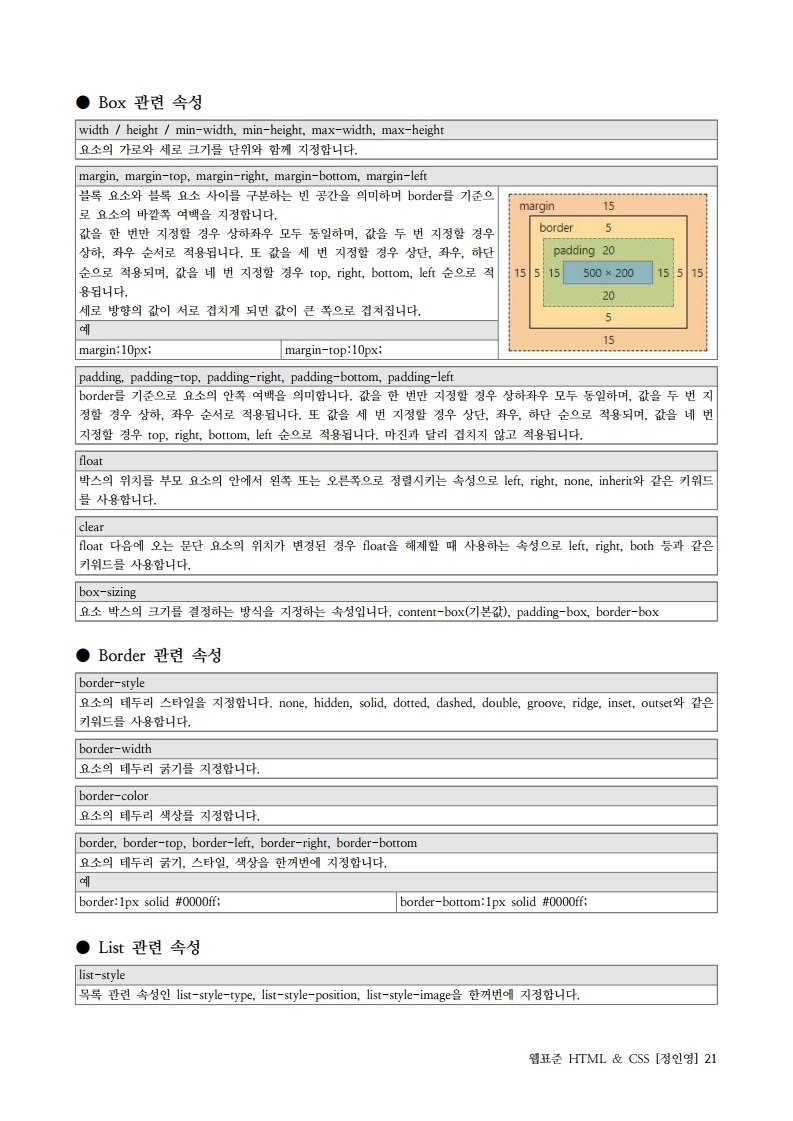 ● Box 관련 속성
width / height / min-width, min-height, max-width, max-height
요소의 가로와 세로 크기를 단위와 함께 지정합니다.
margin, margin-top, margin-right, margin-bottom, margin-left
블록 요소와 블록 요소 사이를 구분하는 빈 공간을 의미하며 border를 기준으
로 요소의 바깥쪽 여백을 지정합니다.
값을 한 번만 지정할 경우 상하좌우 모두 동일하며, 값을 두 번 지정할 경우
상하, 좌우 순서로 적용됩니다. 또 값을 세 번 지정할 경우 상단, 좌우, 하단
순으로 적용되며, 값을 네 번 지정할 경우 top, right, bottom, left 순으로 적
용됩니다.
세로 방향의 값이 서로 겹치게 되면 값이 큰 쪽으로 겹쳐집니다.
예
margin:10px; margin-top:10px;
margin 15
border 5
padding 20
15 5 15 500 × 200 15 5 15
20
5
15
padding, padding-top, padding-right, padding-bottom, padding-left
border를 기준으로 요소의 안쪽 여백을 의미합니다. 값을 한 번만 지정할 경우 상하좌우 모두 동일하며, 값을 두 번 지
정할 경우 상하, 좌우 순서로 적용됩니다. 또 값을 세 번 지정할 경우 상단, 좌우, 하단 순으로 적용되며, 값을 네 번
지정할 경우 top, right, bottom, left 순으로 적용됩니다. 마진과 달리 겹치지 않고 적용됩니다.
float
박스의 위치를 부모 요소의 안에서 왼쪽 또는 오른쪽으로 정렬시키는 속성으로 left, right, none, inherit와 같은 키워드
를 사용합니다.
clear
float 다음에 오는 문단 요소의 위치가 변경된 경우 float을 해제할 때 사용하는 속성으로 left, right, both 등과 같은
키워드를 사용합니다.
box-sizing
요소 박스의 크기를 결정하는 방식을 지정하는 속성입니다. content-box(기본값), padding-box, border-box
● Border 관련 속성
border-style
요소의 테두리 스타일을 지정합니다. none, hidden, solid, dotted, dashed, double, groove, ridge, inset, outset와 같은
키워드를 사용합니다.
border-width
요소의 테두리 굵기를 지정합니다.
border-color
요소의 테두리 색상를 지정합니다.
border, border-top, border-left, border-right, border-bottom
요소의 테두리 굵기, 스타일, 색상을 한꺼번에 지정합니다.
예
border:1px solid #0000ff; border-bottom:1px solid #0000ff;
● List 관련 속성
list-style
목록 관련 속성인 list-style-type, list-style-position, list-style-image을 한꺼번에 지정합니다.
웹표준 HTML & CSS [정인영] 21